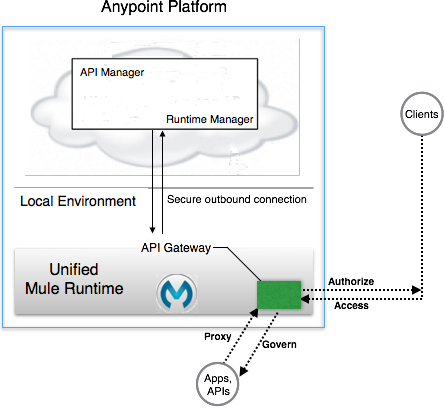 Anypoint Platform
API Manager
Runtime Manager
Clients
Local Environment
Secure outbound connection
API Gateway
Unified
Mule Runtime
Authorize
Access
Proxy
Govern
Apps,
APIs